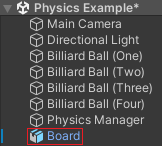 Physics Example*
Main Camera
Directional Light
Billiard Ball (One)
Billiard Ball (Two)
Billiard Ball (Three)
Billiard Ball (Four)
Physics Manager
Board